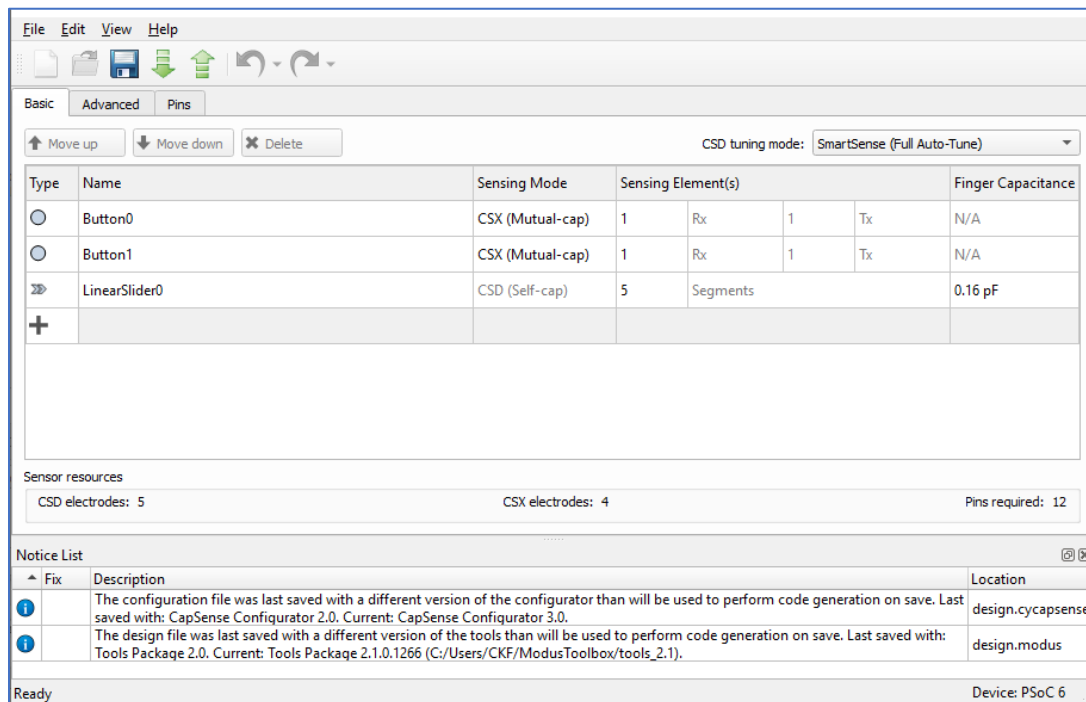 File Edit View Help
Basic Advanced Pins
Move up Move down Delete CSD tuning mode: SmartSense (Full Auto-Tune)
Type Name Sensing Mode Sensing Element(s) Finger Capacitance
Button0 CSX (Mutual-cap) 1 Rx 1 Tx N/A
Button1 CSX (Mutual-cap) 1 Rx 1 Tx N/A
LinearSlider0 CSD (Self-cap) 5 Segments 0.16 pF
Sensor resources
CSD electrodes: 5 CSX electrodes: 4 Pins required: 12
Notice List
Fix Description Location
The configuration file was last saved with a different version of the configurator than will be used to perform code generation on save. Last
saved with: CapSense Configurator 2.0. Current: CapSense Configurator 3.0.
design.cycapsense
The design file was last saved with a different version of the tools than will be used to perform code generation on save. Last saved with:
Tools Package 2.0. Current: Tools Package 2.1.0.1266 (C:/Users/CKF/ModusToolbox/tools_2.1).
design.modus
Ready Device: PSoC 6